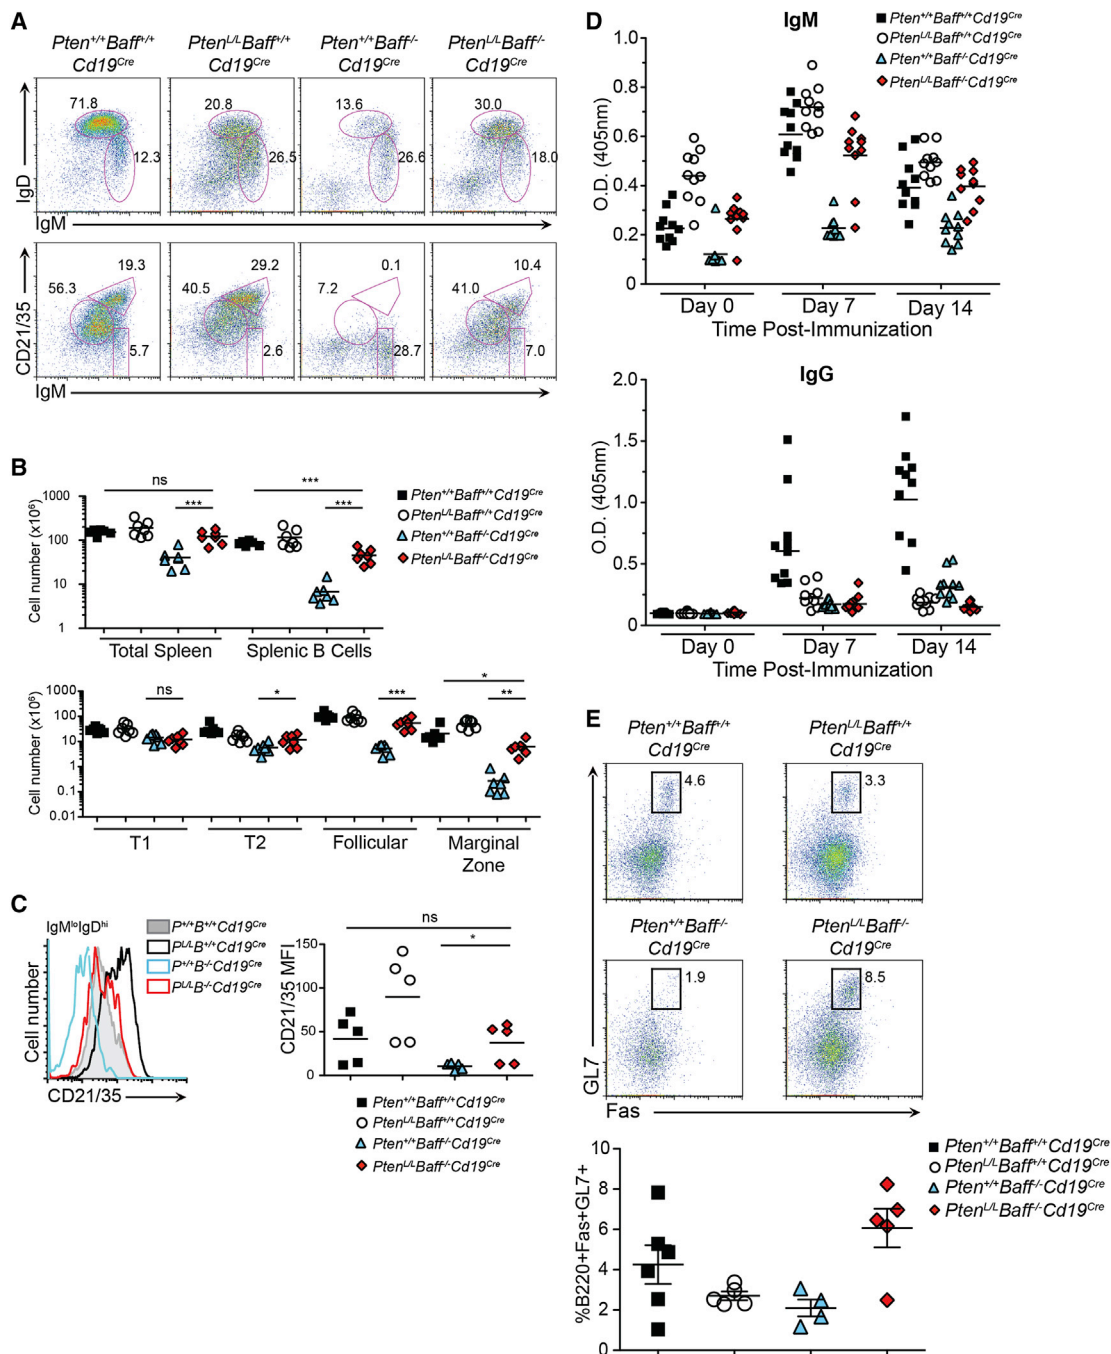 A
Pten+/+Baff+/+ Cd19Cre
PtenL/LBaff+/+ Cd19Cre
Pten+/+Baff-/- Cd19Cre
PtenL/LBaff-/- Cd19Cre
IgD
71.8
12.3
20.8
26.5
13.6
26.6
30.0
18.0
IgM
CD21/35
56.3
19.3
5.7
40.5
29.2
2.6
7.2
0.1
28.7
41.0
10.4
7.0
IgM
B
Cell number (x10⁶)
1000
100
10
1
ns
***
***
***
Total Spleen
Splenic B Cells
Pten+/+Baff+/+Cd19Cre
PtenL/LBaff+/+Cd19Cre
Pten+/+Baff-/-Cd19Cre
PtenL/LBaff-/-Cd19Cre
Cell number (x10⁶)
1000
100
10
1
0.1
0.01
ns
*
***
*
**
T1
T2
Follicular
Marginal
Zone
C
IgMloIgDhi
Cell number
CD21/35
P+/+B+/+Cd19Cre
PL/LB+/+Cd19Cre
P+/+B-/-Cd19Cre
PL/LB-/-Cd19Cre
CD21/35 MFI
150
100
50
0
ns
*
Pten+/+Baff+/+Cd19Cre
PtenL/LBaff+/+Cd19Cre
Pten+/+Baff-/-Cd19Cre
PtenL/LBaff-/-Cd19Cre
D
IgM
Pten+/+Baff+/+Cd19Cre
PtenL/LBaff+/+Cd19Cre
Pten+/+Baff-/-Cd19Cre
PtenL/LBaff-/-Cd19Cre
O.D. (405nm)
1.0
0.8
0.6
0.4
0.2
0
Day 0
Day 7
Day 14
Time Post-Immunization
IgG
O.D. (405nm)
2.0
1.5
1.0
0.5
0
Day 0
Day 7
Day 14
Time Post-Immunization
E
Pten+/+Baff+/+
Cd19Cre
PtenL/LBaff+/+
Cd19Cre
4.6
3.3
Pten+/+Baff-/-
Cd19Cre
PtenL/LBaff-/-
Cd19Cre
1.9
8.5
GL7
Fas
%B220+Fas+GL7+
10
8
6
4
2
0
Pten+/+Baff+/+Cd19Cre
PtenL/LBaff+/+Cd19Cre
Pten+/+Baff-/-Cd19Cre
PtenL/LBaff-/-Cd19Cre